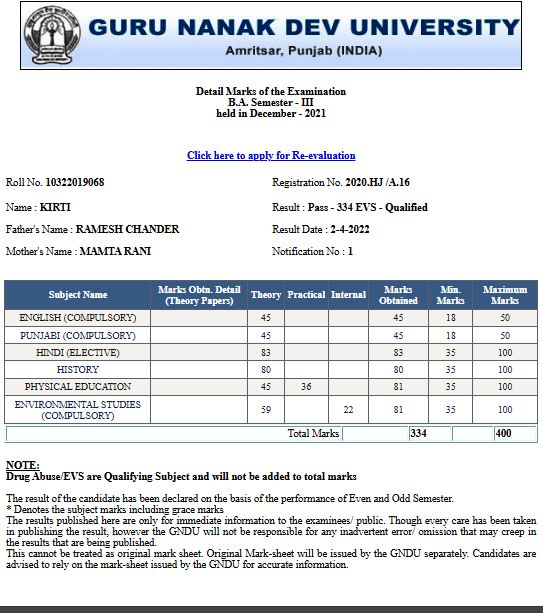 GURU NANAK DEV UNIVERSITY
Amritsar, Punjab (INDIA)
Detail Marks of the Examination
B.A. Semester - III
held in December - 2021
Click here to apply for Re-evaluation
Roll No. 10322019068 Registration No. 2020.HJ /A.16
Name : KIRTI Result : Pass - 334 EVS - Qualified
Father's Name : RAMESH CHANDER Result Date : 2-4-2022
Mother's Name : MAMTA RANI Notification No : 1
Subject Name Marks Obtn. Detail (Theory Papers) Theory Practical Internal Marks Obtained Min. Marks Maximum Marks
ENGLISH (COMPULSORY) 45 45 18 50
PUNJABI (COMPULSORY) 45 45 18 50
HINDI (ELECTIVE) 83 83 35 100
HISTORY 80 80 35 100
PHYSICAL EDUCATION 45 36 81 35 100
ENVIRONMENTAL STUDIES (COMPULSORY) 59 22 81 35 100
Total Marks 334 400
NOTE:
Drug Abuse/EVS are Qualifying Subject and will not be added to total marks
The result of the candidate has been declared on the basis of the performance of Even and Odd Semester.
* Denotes the subject marks including grace marks
The results published here are only for immediate information to the examinees/ public. Though every care has been taken
in publishing the result, however the GNDU will not be responsible for any inadvertent error/ omission that may creep in
the results that are being published.
This cannot be treated as original mark sheet. Original Mark-sheet will be issued by the GNDU separately. Candidates are
advised to rely on the mark-sheet issued by the GNDU for accurate information.